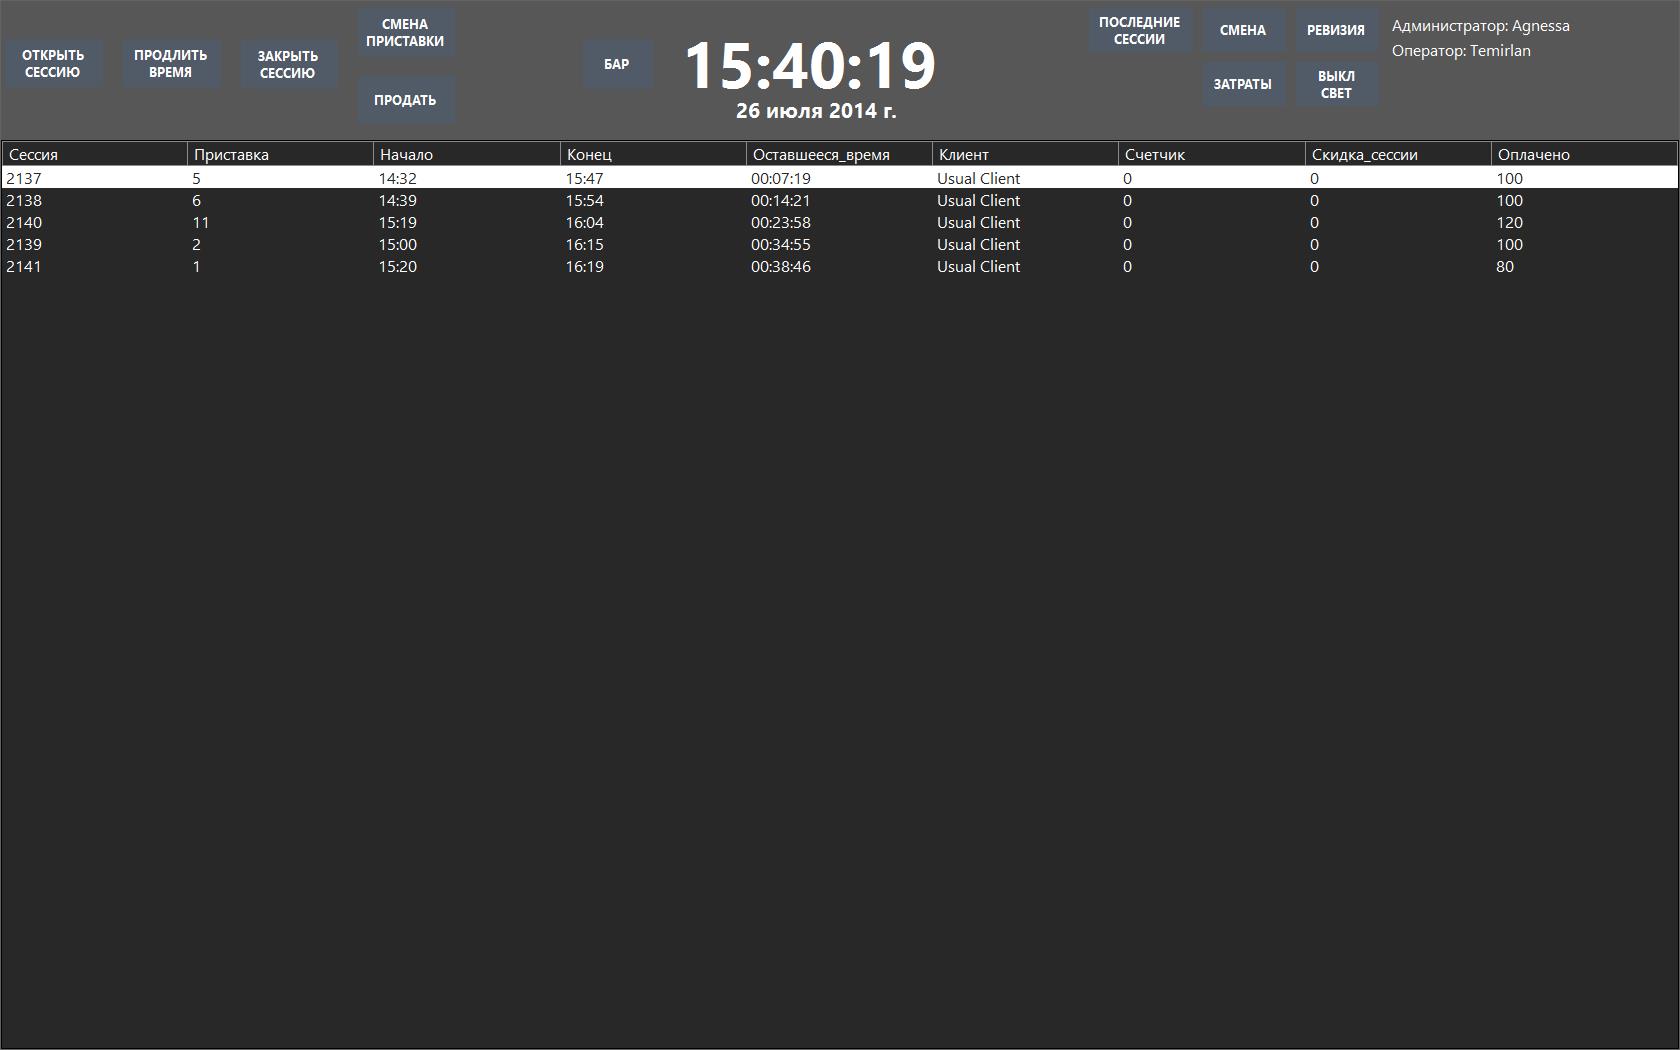 ОТКРЫТЬ
СЕССИЮ
ПРОДЛИТЬ
ВРЕМЯ
ЗАКРЫТЬ
СЕССИЮ
СМЕНА
ПРИСТАВКИ
ПРОДАТЬ
БАР
15:40:19
26 июля 2014 г.
ПОСЛЕДНИЕ
СЕССИИ
СМЕНА
РЕВИЗИЯ
ЗАТРАТЫ
ВЫКЛ
СВЕТ
Администратор: Agnessa
Оператор: Temirlan
Сессия Приставка Начало Конец Оставшееся_время Клиент Счетчик Скидка_сессии Оплачено
2137 5 14:32 15:47 00:07:19 Usual Client 0 0 100
2138 6 14:39 15:54 00:14:21 Usual Client 0 0 100
2140 11 15:19 16:04 00:23:58 Usual Client 0 0 120
2139 2 15:00 16:15 00:34:55 Usual Client 0 0 100
2141 1 15:20 16:19 00:38:46 Usual Client 0 0 80